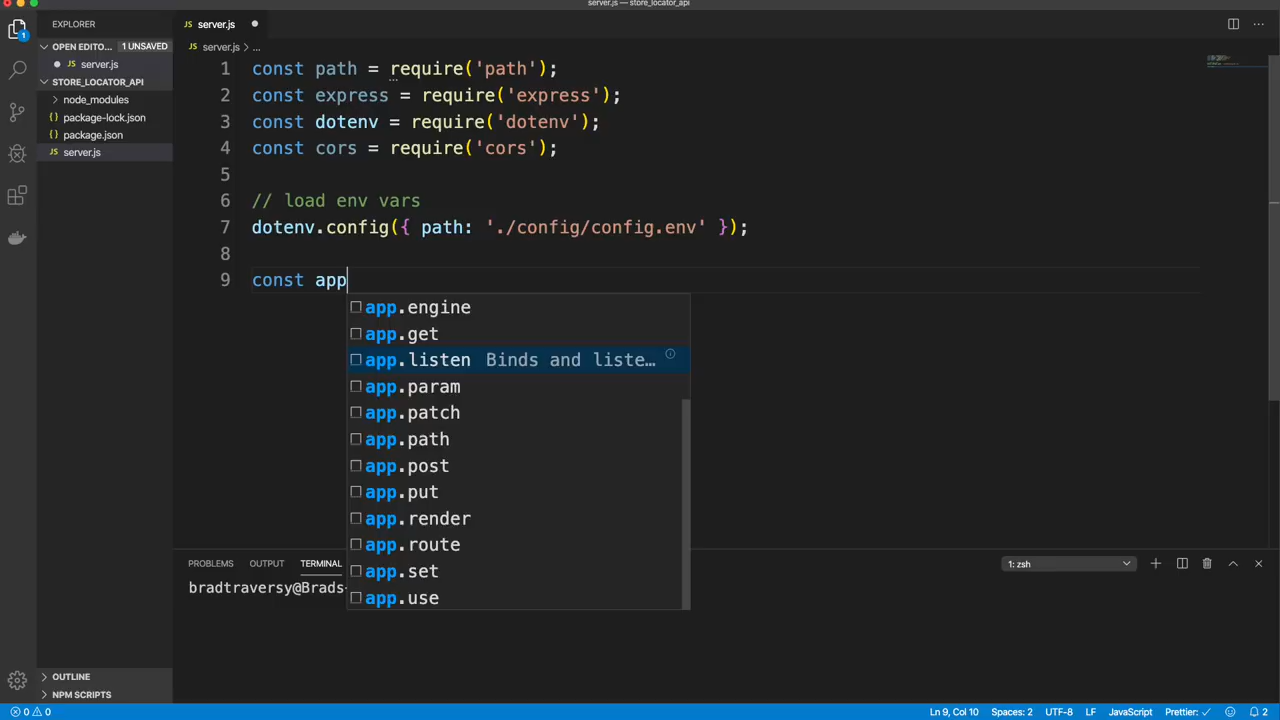 server.js — store_locator_api
EXPLORER
server.js
OPEN EDITO... 1 UNSAVED
server.js
STORE_LOCATOR_API
node_modules
package-lock.json
package.json
server.js
OUTLINE
NPM SCRIPTS
1
server.js > ...
1 const path = require('path');
2 const express = require('express');
3 const dotenv = require('dotenv');
4 const cors = require('cors');
5
6 // load env vars
7 dotenv.config({ path: './config/config.env' });
8
9 const app
app.engine
app.get
app.listen Binds and liste...
app.param
app.patch
app.path
app.post
app.put
app.render
app.route
app.set
app.use
PROBLEMS OUTPUT TERMINAL
1: zsh
bradtraversy@Brads-
0 0
Ln 9, Col 10 Spaces: 2 UTF-8 LF JavaScript Prettier: ✓ 2